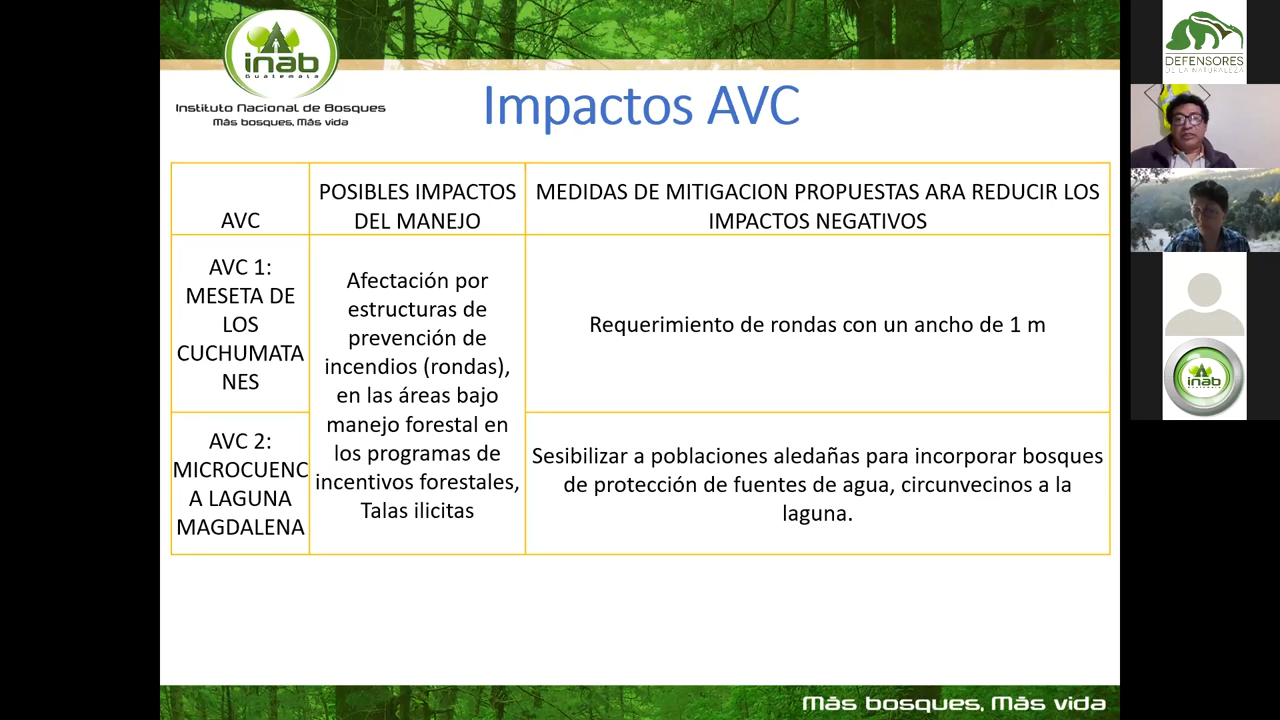 inab
Guatemala
Instituto Nacional de Bosques
Más bosques, Más vida
Impactos AVC
AVC
POSIBLES IMPACTOS
DEL MANEJO
MEDIDAS DE MITIGACION PROPUESTAS ARA REDUCIR LOS
IMPACTOS NEGATIVOS
AVC 1:
MESETA DE
LOS
CUCHUMATA
NES
Afectación por
estructuras de
prevención de
incendios (rondas),
en las áreas bajo
manejo forestal en
los programas de
incentivos forestales,
Talas ilicitas
Requerimiento de rondas con un ancho de 1 m
AVC 2:
MICROCUENC
A LAGUNA
MAGDALENA
Sesibilizar a poblaciones aledañas para incorporar bosques
de protección de fuentes de agua, circunvecinos a la
laguna.
Más bosques, Más vida
DEFENSORES
DE LA NATURALEZA
inab